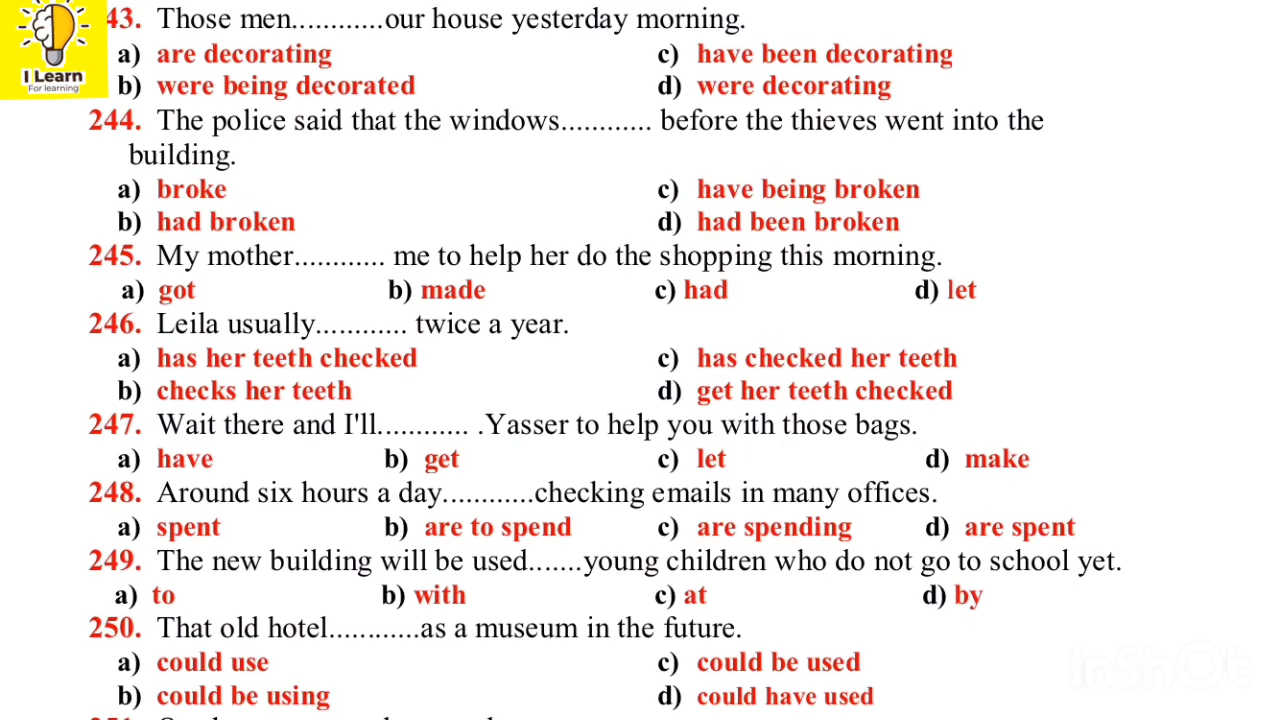 I Learn
For learning
43. Those men............our house yesterday morning.
a) are decorating c) have been decorating
b) were being decorated d) were decorating
244. The police said that the windows............ before the thieves went into the
building.
a) broke c) have being broken
b) had broken d) had been broken
245. My mother............ me to help her do the shopping this morning.
a) got b) made c) had d) let
246. Leila usually............ twice a year.
a) has her teeth checked c) has checked her teeth
b) checks her teeth d) get her teeth checked
247. Wait there and I'll............ .Yasser to help you with those bags.
a) have b) get c) let d) make
248. Around six hours a day............checking emails in many offices.
a) spent b) are to spend c) are spending d) are spent
249. The new building will be used.......young children who do not go to school yet.
a) to b) with c) at d) by
250. That old hotel............as a museum in the future.
a) could use c) could be used
b) could be using d) could have used
InShOt